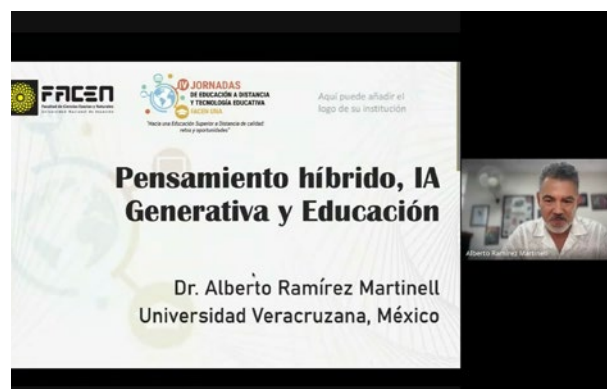 FACEN
Facultad de Ciencias Exactas y Naturales
Universidad Nacional de Asunción
IV JORNADAS
DE EDUCACIÓN A DISTANCIA
Y TECNOLOGÍA EDUCATIVA
FACEN UNA
"Hacia una Educación Superior a Distancia de calidad:
retos y oportunidades"
Aquí puede añadir el
logo de su institución
Pensamiento híbrido, IA
Generativa y Educación
Dr. Alberto Ramírez Martinell
Universidad Veracruzana, México
Alberto Ramírez Martinell